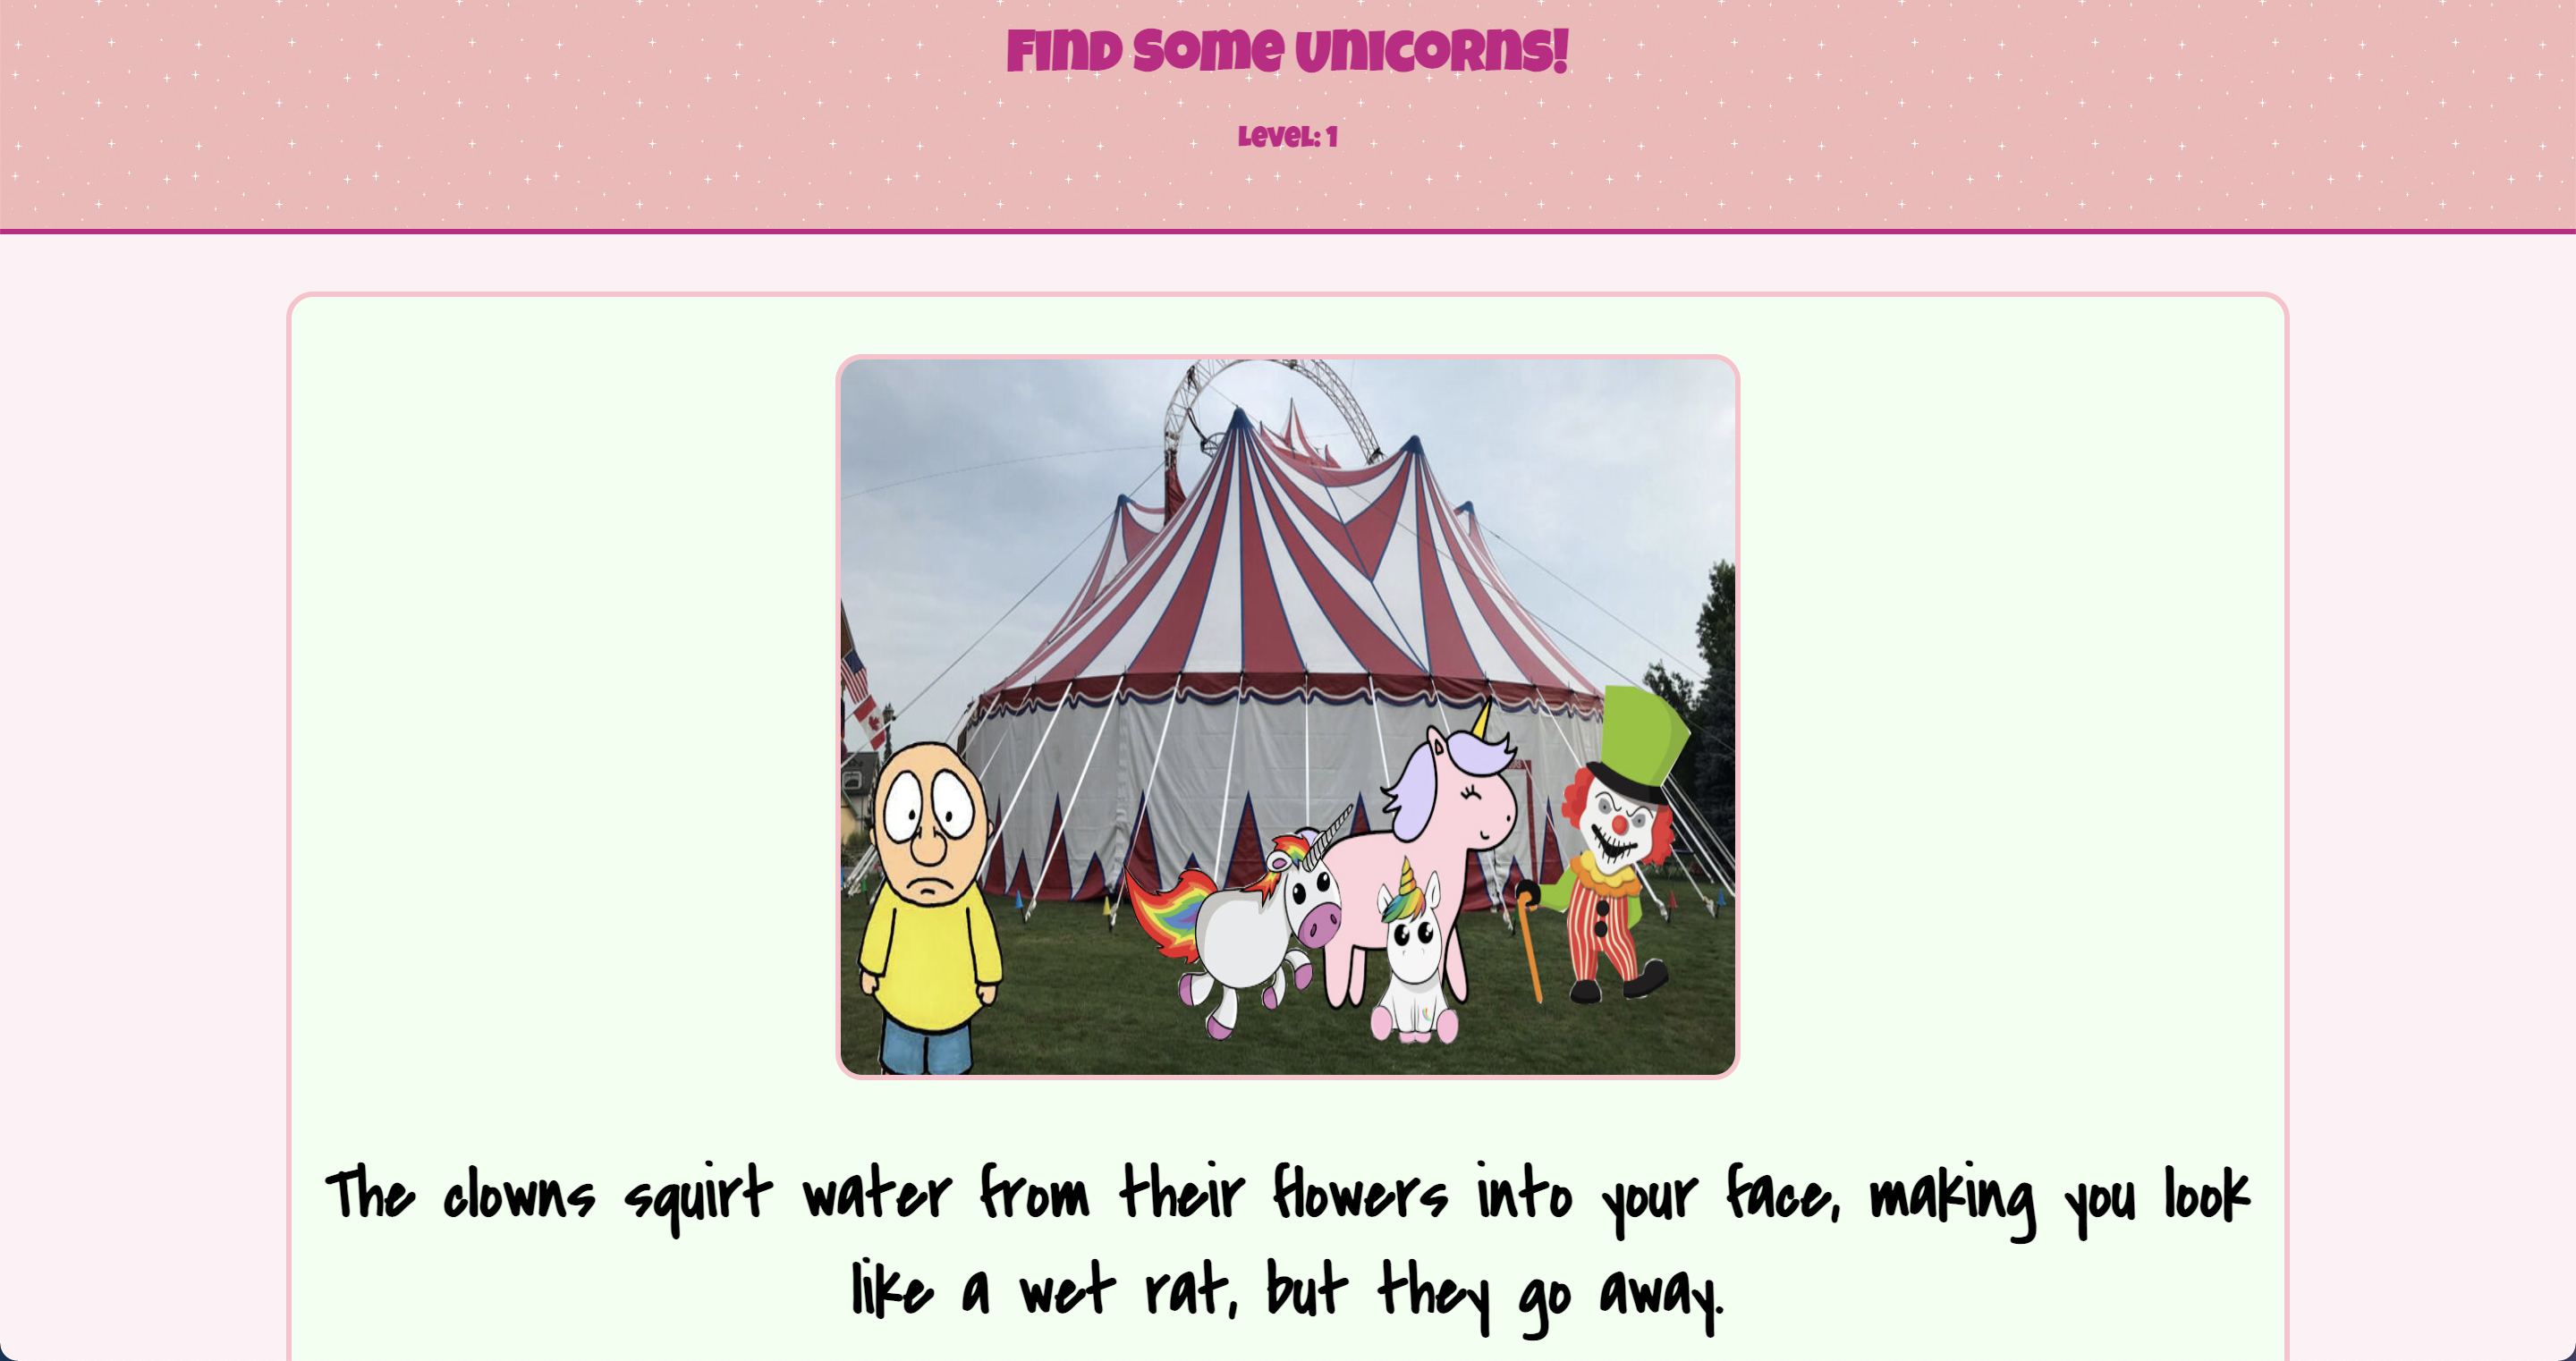 Find Some Unicorns!
Level: 1
The clowns squirt water from their flowers into your face, making you look
like a wet rat, but they go away.